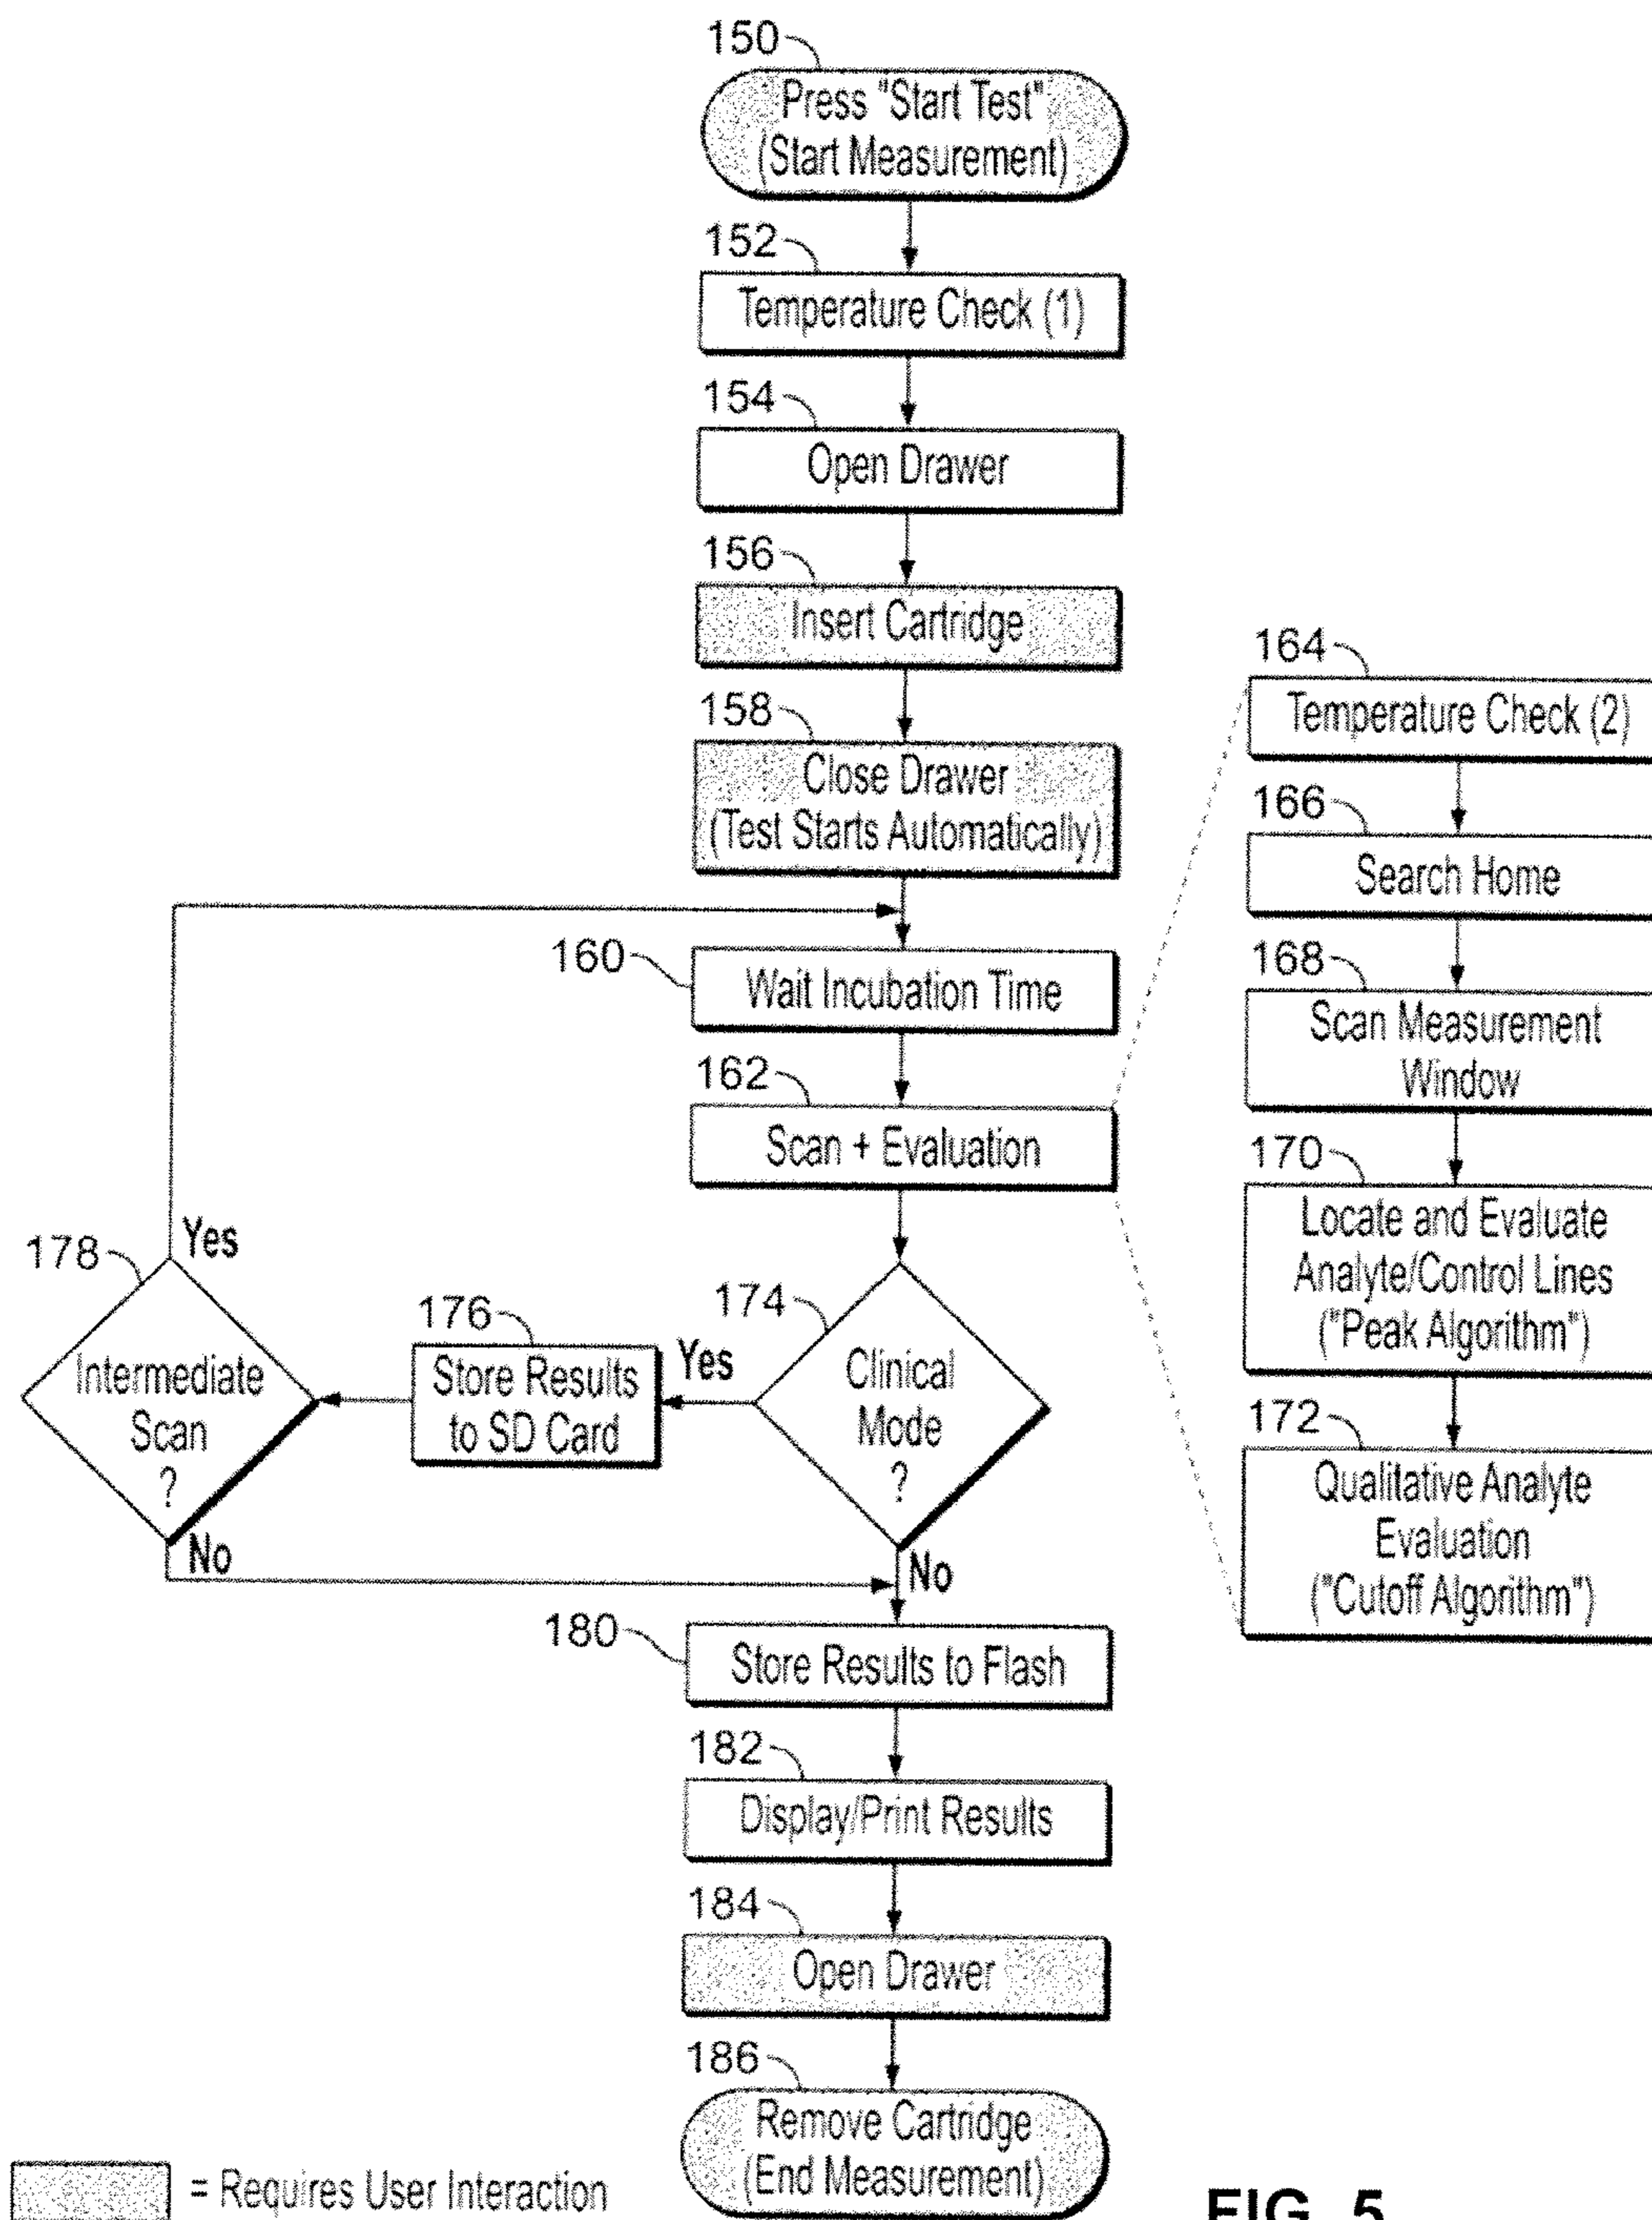 150
Press "Start Test"
(Start Measurement)
152
Temperature Check (1)
154
Open Drawer
156
Insert Cartridge
158
Close Drawer
(Test Starts Automatically)
160
Wait Incubation Time
162
Scan + Evaluation
164
Temperature Check (2)
166
Search Home
168
Scan Measurement
Window
170
Locate and Evaluate
Analyte/Control Lines
("Peak Algorithm")
172
Qualitative Analyte
Evaluation
("Cutoff Algorithm")
174
Clinical
Mode
?
Yes
No
176
Store Results
to SD Card
178
Intermediate
Scan
?
Yes
No
180
Store Results to Flash
182
Display/Print Results
184
Open Drawer
186
Remove Cartridge
(End Measurement)
= Requires User Interaction
FIG. 5